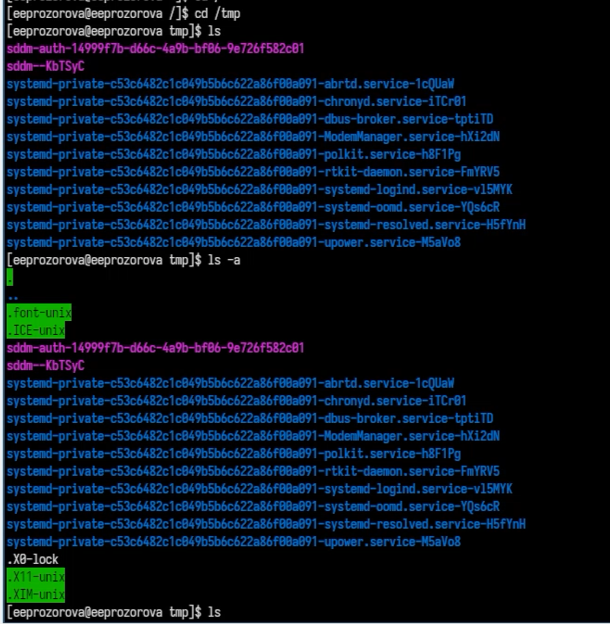 [eeprozorova@eeprozorova /]$ cd /tmp
[eeprozorova@eeprozorova tmp]$ ls
sddm-auth-14999f7b-d66c-4a9b-bf06-9e726f582c01
sddm--KbTSyC
systemd-private-c53c6482c1c049b5b6c622a86f00a091-abrtd.service-1cQUaW
systemd-private-c53c6482c1c049b5b6c622a86f00a091-chronyd.service-iTCr01
systemd-private-c53c6482c1c049b5b6c622a86f00a091-dbus-broker.service-tptiTD
systemd-private-c53c6482c1c049b5b6c622a86f00a091-ModemManager.service-hXi2dN
systemd-private-c53c6482c1c049b5b6c622a86f00a091-polkit.service-h8F1Pg
systemd-private-c53c6482c1c049b5b6c622a86f00a091-rtkit-daemon.service-FmYRV5
systemd-private-c53c6482c1c049b5b6c622a86f00a091-systemd-logind.service-vl5MYK
systemd-private-c53c6482c1c049b5b6c622a86f00a091-systemd-oomd.service-YQs6cR
systemd-private-c53c6482c1c049b5b6c622a86f00a091-systemd-resolved.service-H5fYnH
systemd-private-c53c6482c1c049b5b6c622a86f00a091-upower.service-M5aVo8
[eeprozorova@eeprozorova tmp]$ ls -a
.
..
.font-unix
.ICE-unix
sddm-auth-14999f7b-d66c-4a9b-bf06-9e726f582c01
sddm--KbTSyC
systemd-private-c53c6482c1c049b5b6c622a86f00a091-abrtd.service-1cQUaW
systemd-private-c53c6482c1c049b5b6c622a86f00a091-chronyd.service-iTCr01
systemd-private-c53c6482c1c049b5b6c622a86f00a091-dbus-broker.service-tptiTD
systemd-private-c53c6482c1c049b5b6c622a86f00a091-ModemManager.service-hXi2dN
systemd-private-c53c6482c1c049b5b6c622a86f00a091-polkit.service-h8F1Pg
systemd-private-c53c6482c1c049b5b6c622a86f00a091-rtkit-daemon.service-FmYRV5
systemd-private-c53c6482c1c049b5b6c622a86f00a091-systemd-logind.service-vl5MYK
systemd-private-c53c6482c1c049b5b6c622a86f00a091-systemd-oomd.service-YQs6cR
systemd-private-c53c6482c1c049b5b6c622a86f00a091-systemd-resolved.service-H5fYnH
systemd-private-c53c6482c1c049b5b6c622a86f00a091-upower.service-M5aVo8
.X0-lock
.X11-unix
.XIM-unix
[eeprozorova@eeprozorova tmp]$ ls